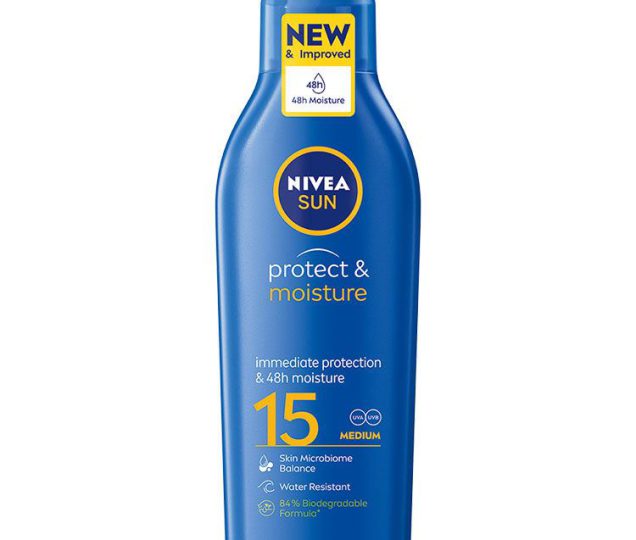 NEW
& Improved
48h
48h Moisture
NIVEA
SUN
protect &
moisture
immediate protection
& 48h moisture
15
UVA UVB
MEDIUM
Skin Microbiome
Balance
Water Resistant
84% Biodegradable
Formula*